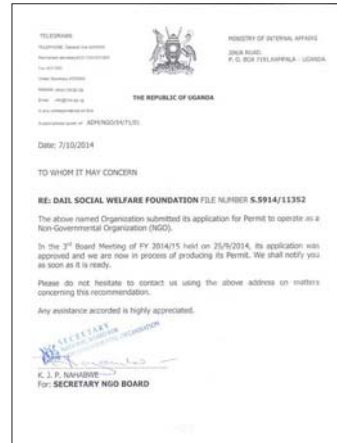 TELEGRAMS
MINISTRY OF INTERNAL AFFAIRS
P. O. BOX 7191, KAMPALA - UGANDA
THE REPUBLIC OF UGANDA
Date: 7/10/2014
TO WHOM IT MAY CONCERN
RE: DAIL SOCIAL WELFARE FOUNDATION FILE NUMBER S.5914/11352
The above named Organization submitted its application for Permit to operate as a
Non-Governmental Organization (NGO).
In the 3rd Board Meeting of FY 2014/15 held on 25/9/2014, its application was
approved and we are now in process of producing its Permit. We shall notify you
as soon as it is ready.
Please do not hesitate to contact us using the above address on matters
concerning this recommendation.
Any assistance accorded is highly appreciated.
SECRETARY
K. J. P. NAHABWE
For: SECRETARY NGO BOARD